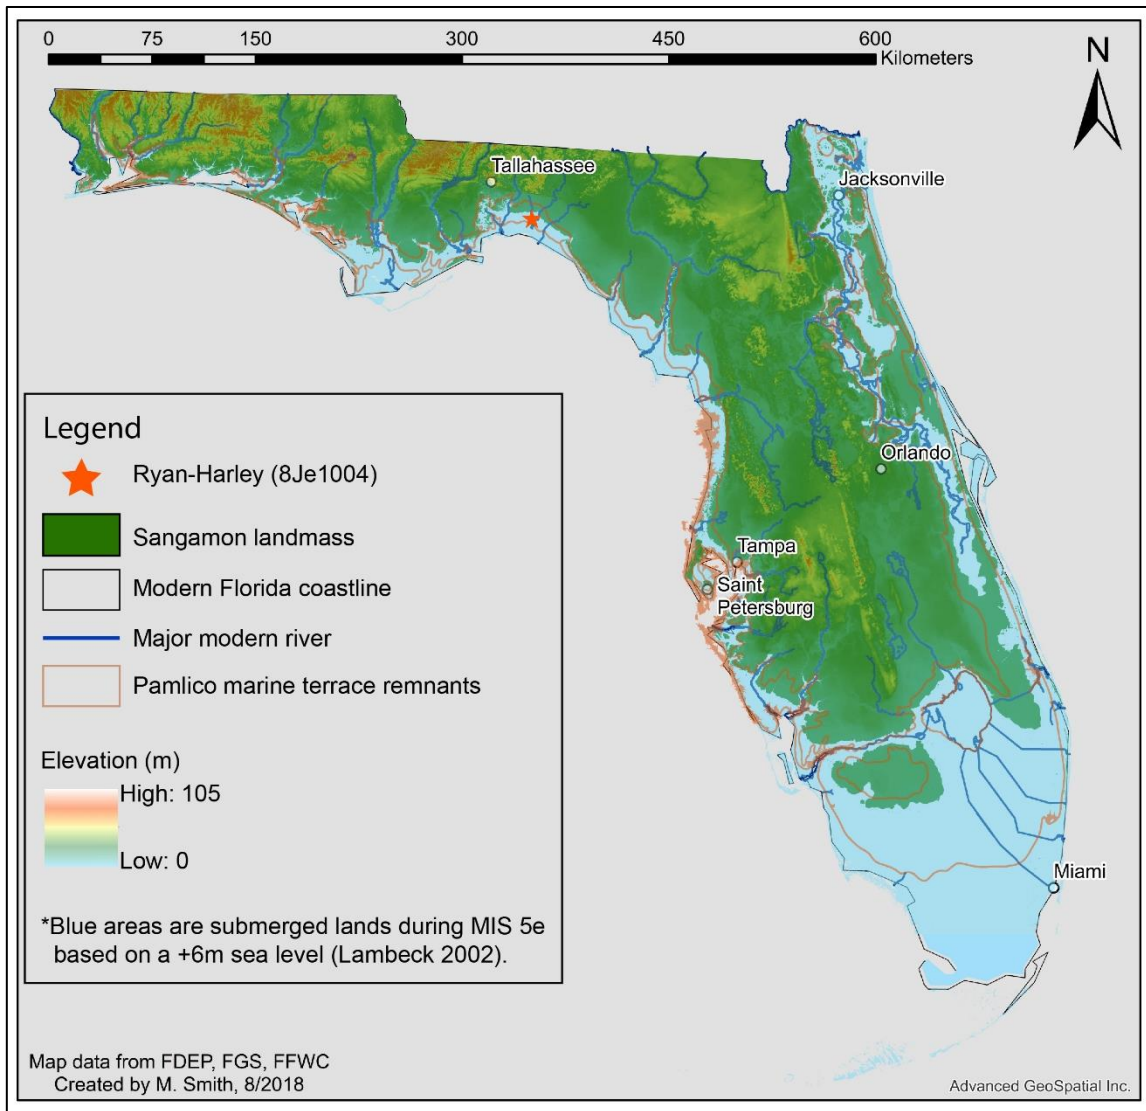 0 75 150 300 450 600
Kilometers
N
Tallahassee
Jacksonville
Orlando
Tampa
Saint
Petersburg
Miami
Legend
Ryan-Harley (8Je1004)
Sangamon landmass
Modern Florida coastline
Major modern river
Pamlico marine terrace remnants
Elevation (m)
High: 105
Low: 0
*Blue areas are submerged lands during MIS 5e
based on a +6m sea level (Lambeck 2002).
Map data from FDEP, FGS, FFWC
Created by M. Smith, 8/2018
Advanced GeoSpatial Inc.